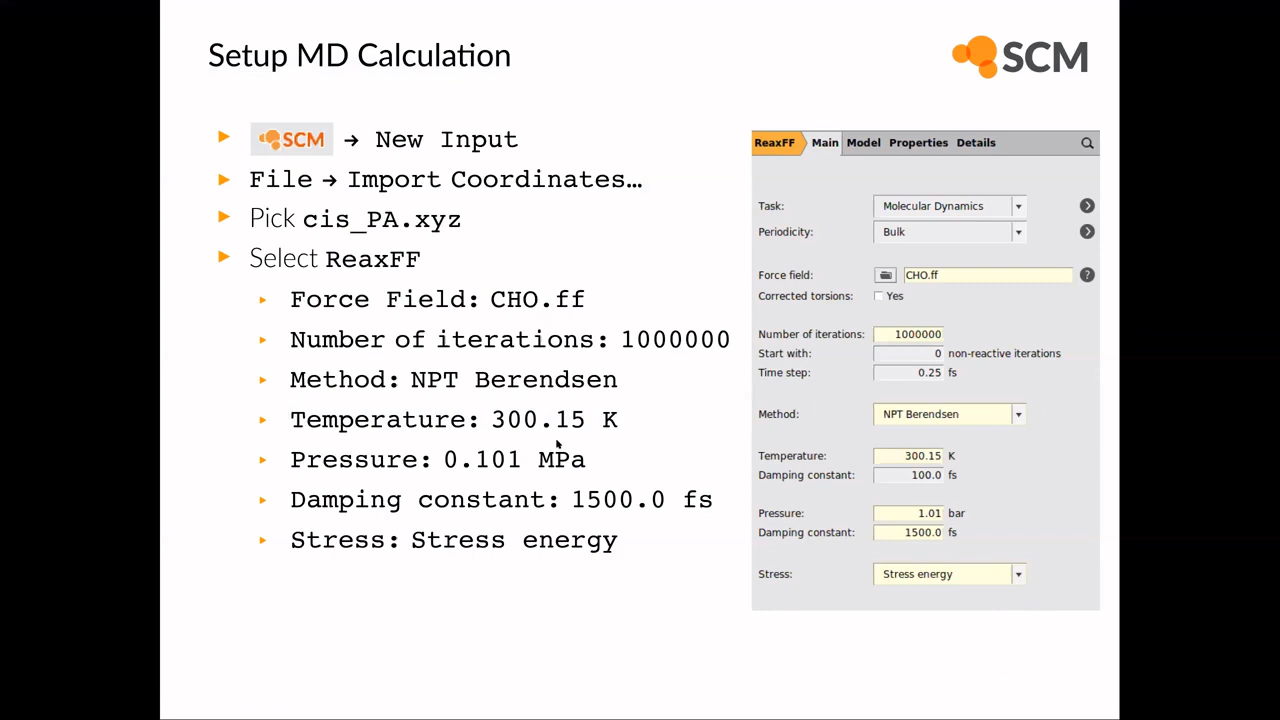 Setup MD Calculation
SCM
SCM → New Input
File → Import Coordinates…
Pick cis_PA.xyz
Select ReaxFF
Force Field: CHO.ff
Number of iterations: 1000000
Method: NPT Berendsen
Temperature: 300.15 K
Pressure: 0.101 MPa
Damping constant: 1500.0 fs
Stress: Stress energy
ReaxFF Main Model Properties Details
Task: Molecular Dynamics
Periodicity: Bulk
Force field: CHO.ff ?
Corrected torsions: Yes
Number of iterations: 1000000
Start with: 0 non-reactive iterations
Time step: 0.25 fs
Method: NPT Berendsen
Temperature: 300.15 K
Damping constant: 100.0 fs
Pressure: 1.01 bar
Damping constant: 1500.0 fs
Stress: Stress energy